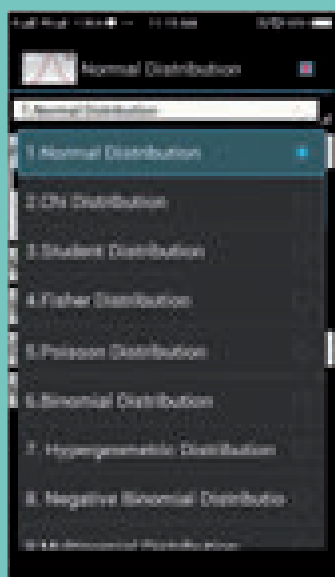 Normal Distribution
1.Normal Distribution
1.Normal Distribution
2.Chi Distribution
3.Student Distribution
4.Fisher Distribution
5.Poisson Distribution
6.Binomial Distribution
7. Hypergeometric Distribution
8. Negative Binomial Distributio